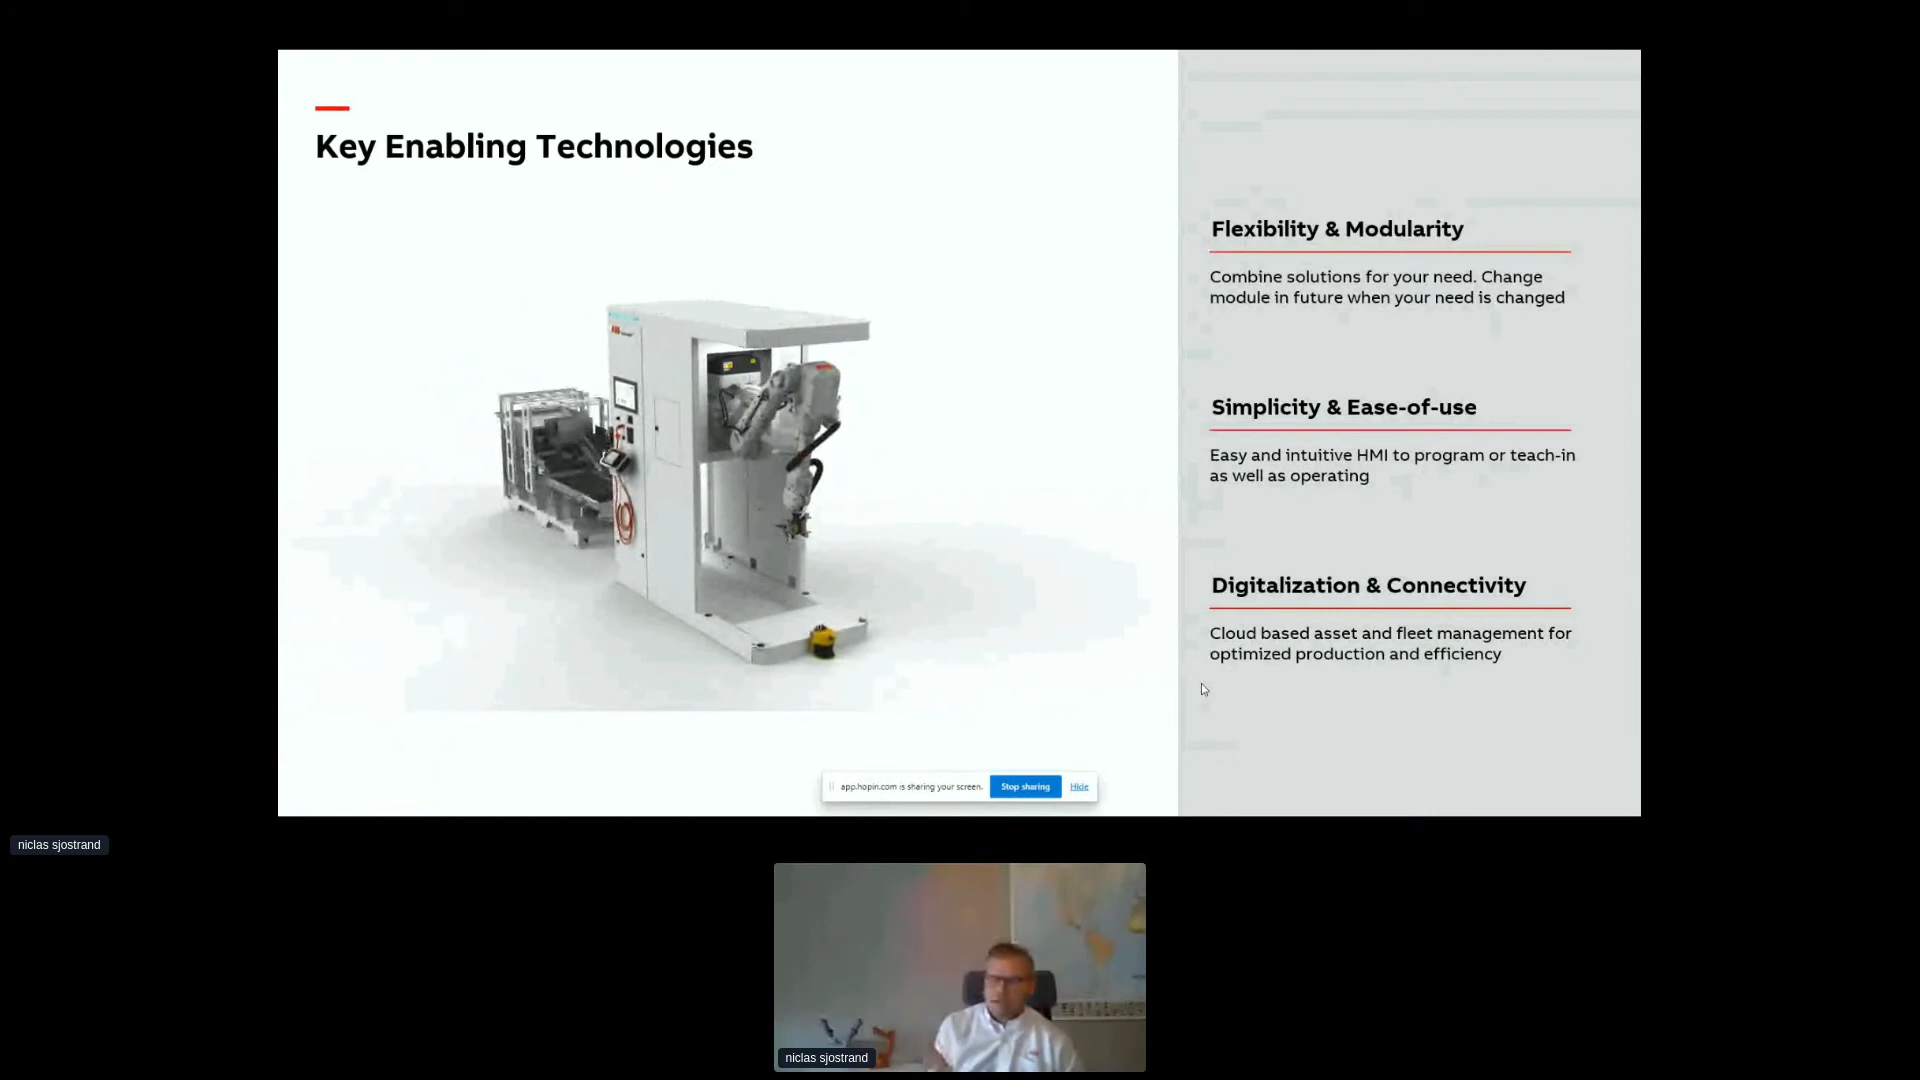 Key Enabling Technologies
ABB
Flexibility & Modularity
Combine solutions for your need. Change
module in future when your need is changed
Simplicity & Ease-of-use
Easy and intuitive HMI to program or teach-in
as well as operating
Digitalization & Connectivity
Cloud based asset and fleet management for
optimized production and efficiency
app.hopin.com is sharing your screen.
Stop sharing
Hide
niclas sjostrand
niclas sjostrand